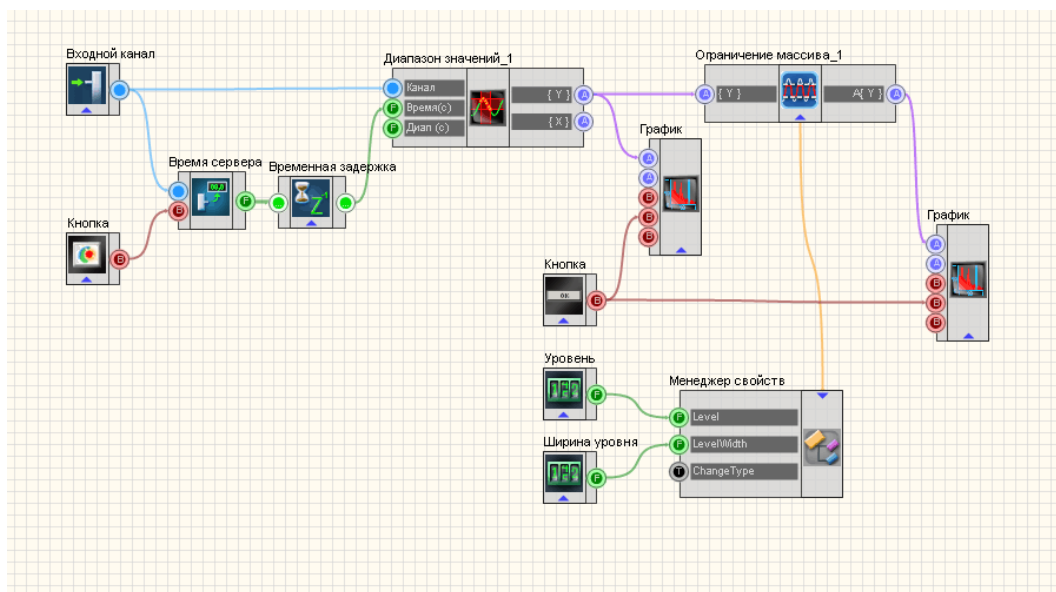 Входной канал
Диапазон значений_1
Ограничение массива_1
Канал
{ Y }
{ Y }
A{ Y }
Время(с)
Диап (с)
{ X }
График
Время сервера
Временная задержка
Кнопка
График
Кнопка
OK
Уровень
Менеджер свойств
Level
Ширина уровня
LevelWidth
ChangeType